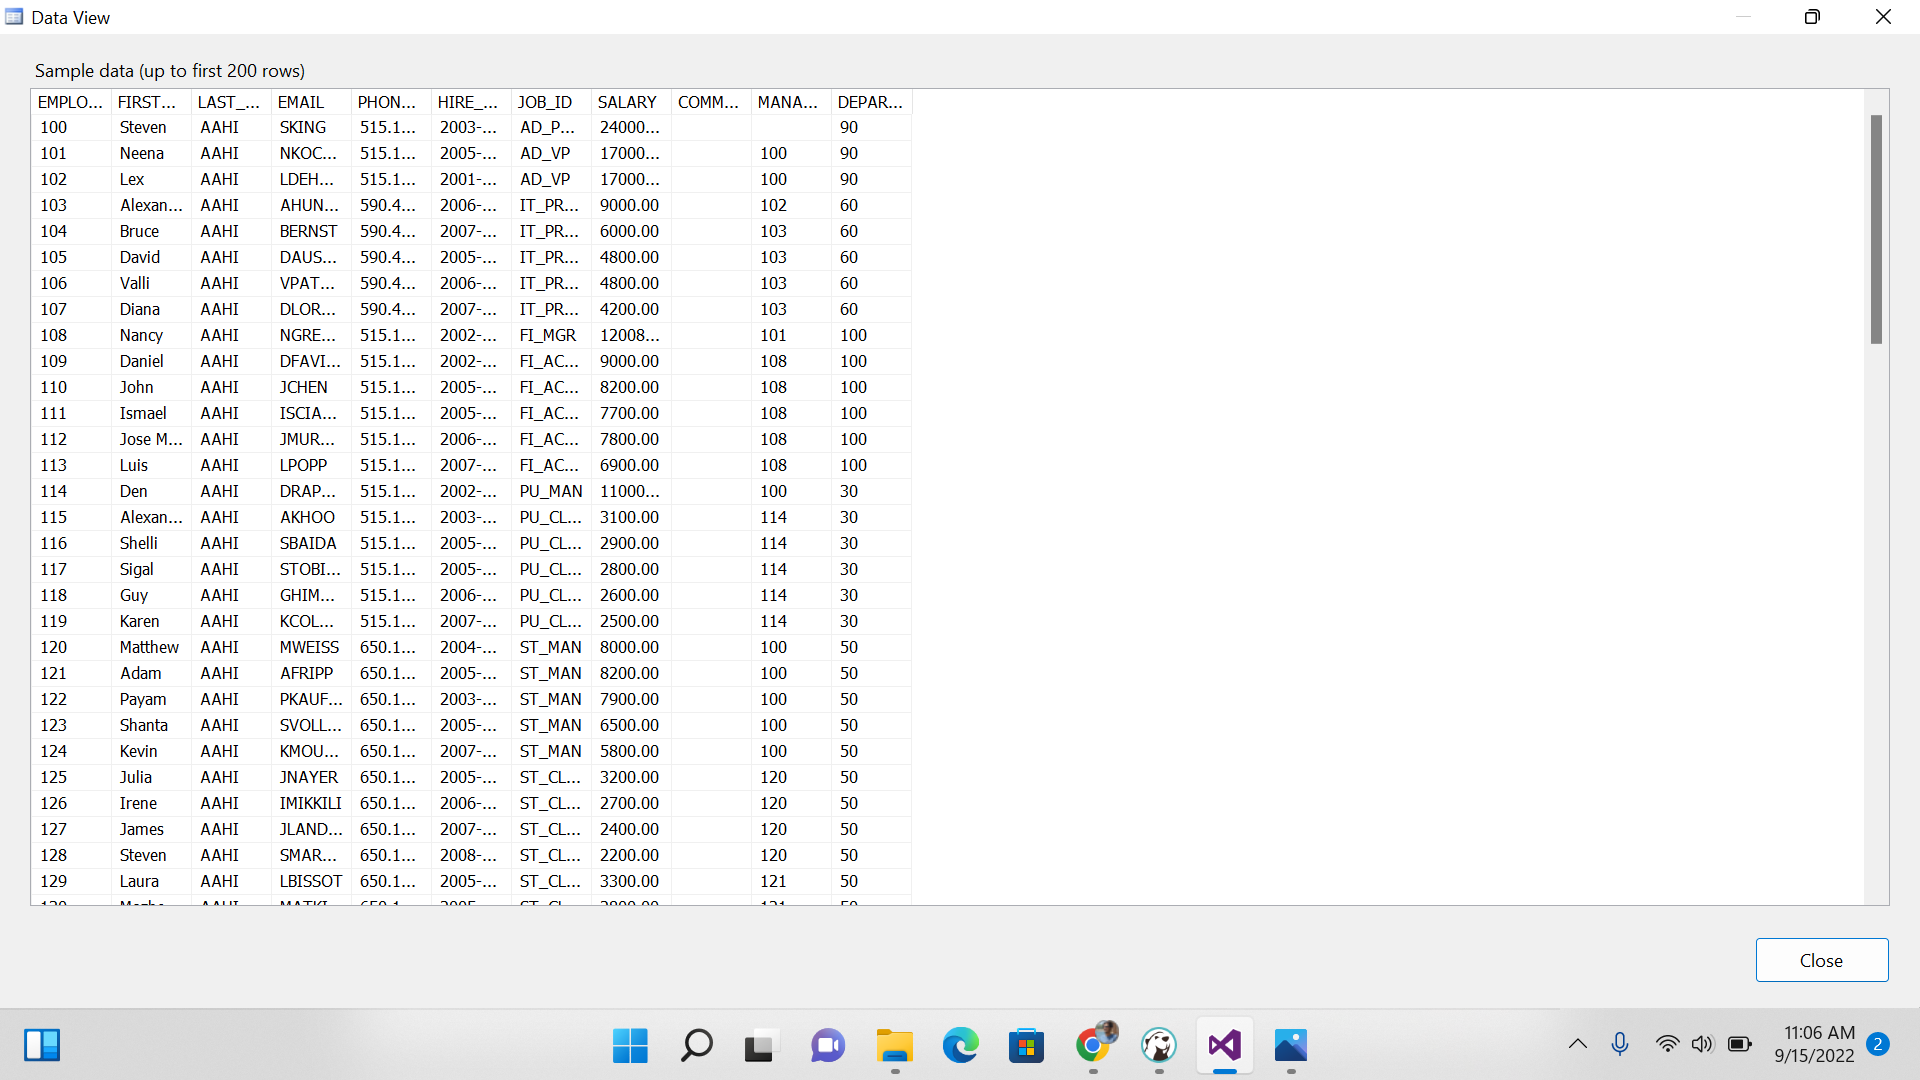 Data View
Sample data (up to first 200 rows)
EMPLO... FIRST... LAST_... EMAIL PHON... HIRE_... JOB_ID SALARY COMM... MANA... DEPAR...
100 Steven AAHI SKING 515.1... 2003-... AD_P... 24000... 90
101 Neena AAHI NKOC... 515.1... 2005-... AD_VP 17000... 100 90
102 Lex AAHI LDEH... 515.1... 2001-... AD_VP 17000... 100 90
103 Alexan... AAHI AHUN... 590.4... 2006-... IT_PR... 9000.00 102 60
104 Bruce AAHI BERNST 590.4... 2007-... IT_PR... 6000.00 103 60
105 David AAHI DAUS... 590.4... 2005-... IT_PR... 4800.00 103 60
106 Valli AAHI VPAT... 590.4... 2006-... IT_PR... 4800.00 103 60
107 Diana AAHI DLOR... 590.4... 2007-... IT_PR... 4200.00 103 60
108 Nancy AAHI NGRE... 515.1... 2002-... FI_MGR 12008... 101 100
109 Daniel AAHI DFAVI... 515.1... 2002-... FI_AC... 9000.00 108 100
110 John AAHI JCHEN 515.1... 2005-... FI_AC... 8200.00 108 100
111 Ismael AAHI ISCIA... 515.1... 2005-... FI_AC... 7700.00 108 100
112 Jose M... AAHI JMUR... 515.1... 2006-... FI_AC... 7800.00 108 100
113 Luis AAHI LPOPP 515.1... 2007-... FI_AC... 6900.00 108 100
114 Den AAHI DRAP... 515.1... 2002-... PU_MAN 11000... 100 30
115 Alexan... AAHI AKHOO 515.1... 2003-... PU_CL... 3100.00 114 30
116 Shelli AAHI SBAIDA 515.1... 2005-... PU_CL... 2900.00 114 30
117 Sigal AAHI STOBI... 515.1... 2005-... PU_CL... 2800.00 114 30
118 Guy AAHI GHIM... 515.1... 2006-... PU_CL... 2600.00 114 30
119 Karen AAHI KCOL... 515.1... 2007-... PU_CL... 2500.00 114 30
120 Matthew AAHI MWEISS 650.1... 2004-... ST_MAN 8000.00 100 50
121 Adam AAHI AFRIPP 650.1... 2005-... ST_MAN 8200.00 100 50
122 Payam AAHI PKAUF... 650.1... 2003-... ST_MAN 7900.00 100 50
123 Shanta AAHI SVOLL... 650.1... 2005-... ST_MAN 6500.00 100 50
124 Kevin AAHI KMOU... 650.1... 2007-... ST_MAN 5800.00 100 50
125 Julia AAHI JNAYER 650.1... 2005-... ST_CL... 3200.00 120 50
126 Irene AAHI IMIKKILI 650.1... 2006-... ST_CL... 2700.00 120 50
127 James AAHI JLAND... 650.1... 2007-... ST_CL... 2400.00 120 50
128 Steven AAHI SMAR... 650.1... 2008-... ST_CL... 2200.00 120 50
129 Laura AAHI LBISSOT 650.1... 2005-... ST_CL... 3300.00 121 50
Close
11:06 AM
9/15/2022
2